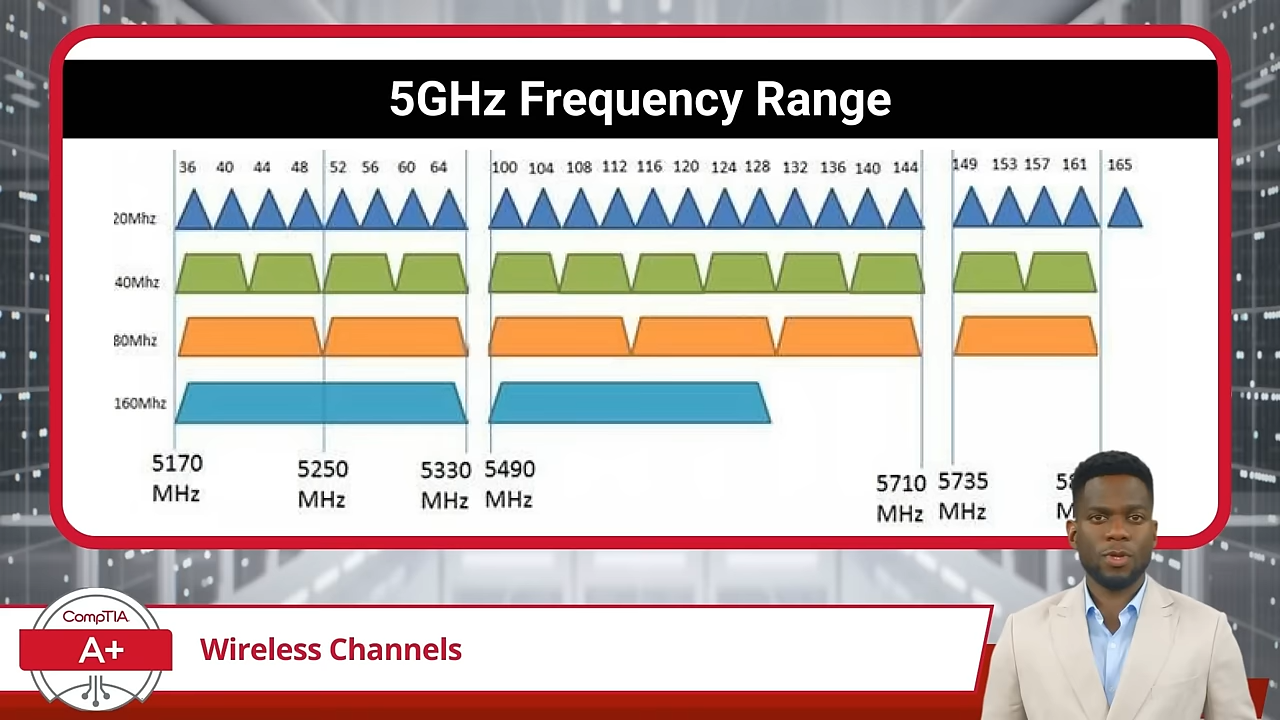 5GHz Frequency Range
36 40 44 48 52 56 60 64 100 104 108 112 116 120 124 128 132 136 140 144 149 153 157 161 165
20Mhz
40Mhz
80Mhz
160Mhz
5170 5250 5330 5490 5710 5735
MHz MHz MHz MHz MHz MHz
CompTIA
A+
Wireless Channels